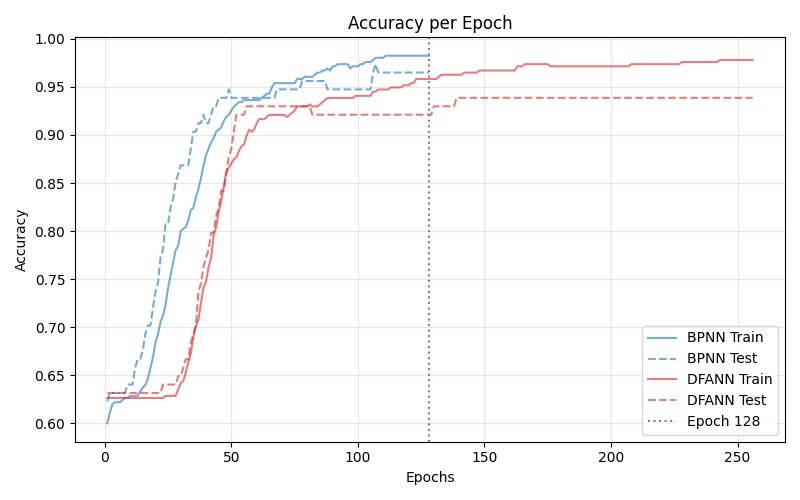 Accuracy per Epoch
1.00
0.95
0.90
0.85
0.80
0.75
0.70
0.65
0.60
Accuracy
BPNN Train
BPNN Test
DFANN Train
DFANN Test
Epoch 128
0 50 100 150 200 250
Epochs